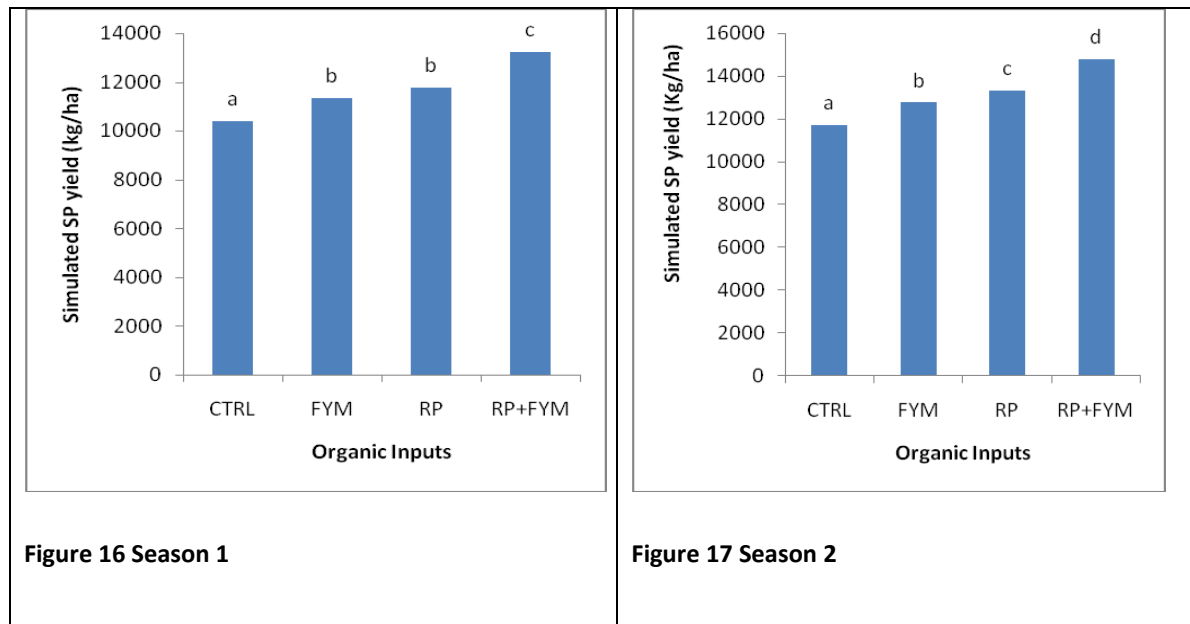 Simulated SP yield (kg/ha)
14000
12000
10000
8000
6000
4000
2000
0
a
b
b
c
CTRL FYM RP RP+FYM
Organic Inputs
Figure 16 Season 1
Simulated SP yield (Kg/ha)
16000
14000
12000
10000
8000
6000
4000
2000
0
a
b
c
d
CTRL FYM RP RP+FYM
Organic Inputs
Figure 17 Season 2